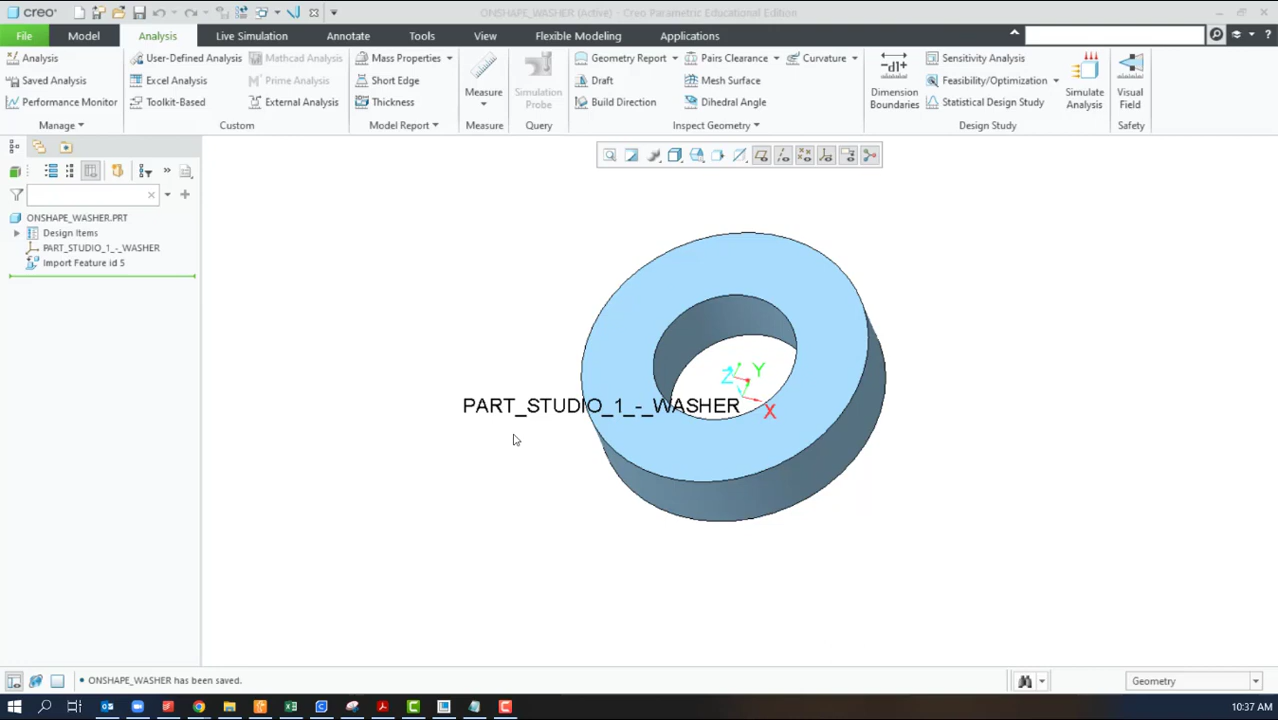 creo®
ONSHAPE_WASHER (Active) - Creo Parametric Educational Edition
File Model Analysis Live Simulation Annotate Tools View Flexible Modeling Applications
Analysis
Saved Analysis
Performance Monitor
Manage
User-Defined Analysis
Excel Analysis
Toolkit-Based
Mathcad Analysis
Prime Analysis
External Analysis
Custom
Mass Properties
Short Edge
Thickness
Model Report
Measure
Measure
Simulation
Probe
Query
Geometry Report
Draft
Build Direction
Pairs Clearance
Mesh Surface
Dihedral Angle
Curvature
Inspect Geometry
Dimension
Boundaries
Sensitivity Analysis
Feasibility/Optimization
Statistical Design Study
Simulate
Analysis
Design Study
Visual
Field
Safety
ONSHAPE_WASHER.PRT
Design Items
PART_STUDIO_1_-_WASHER
Import Feature id 5
Z
Y
X
PART_STUDIO_1_-_WASHER
• ONSHAPE_WASHER has been saved.
Geometry
10:37 AM